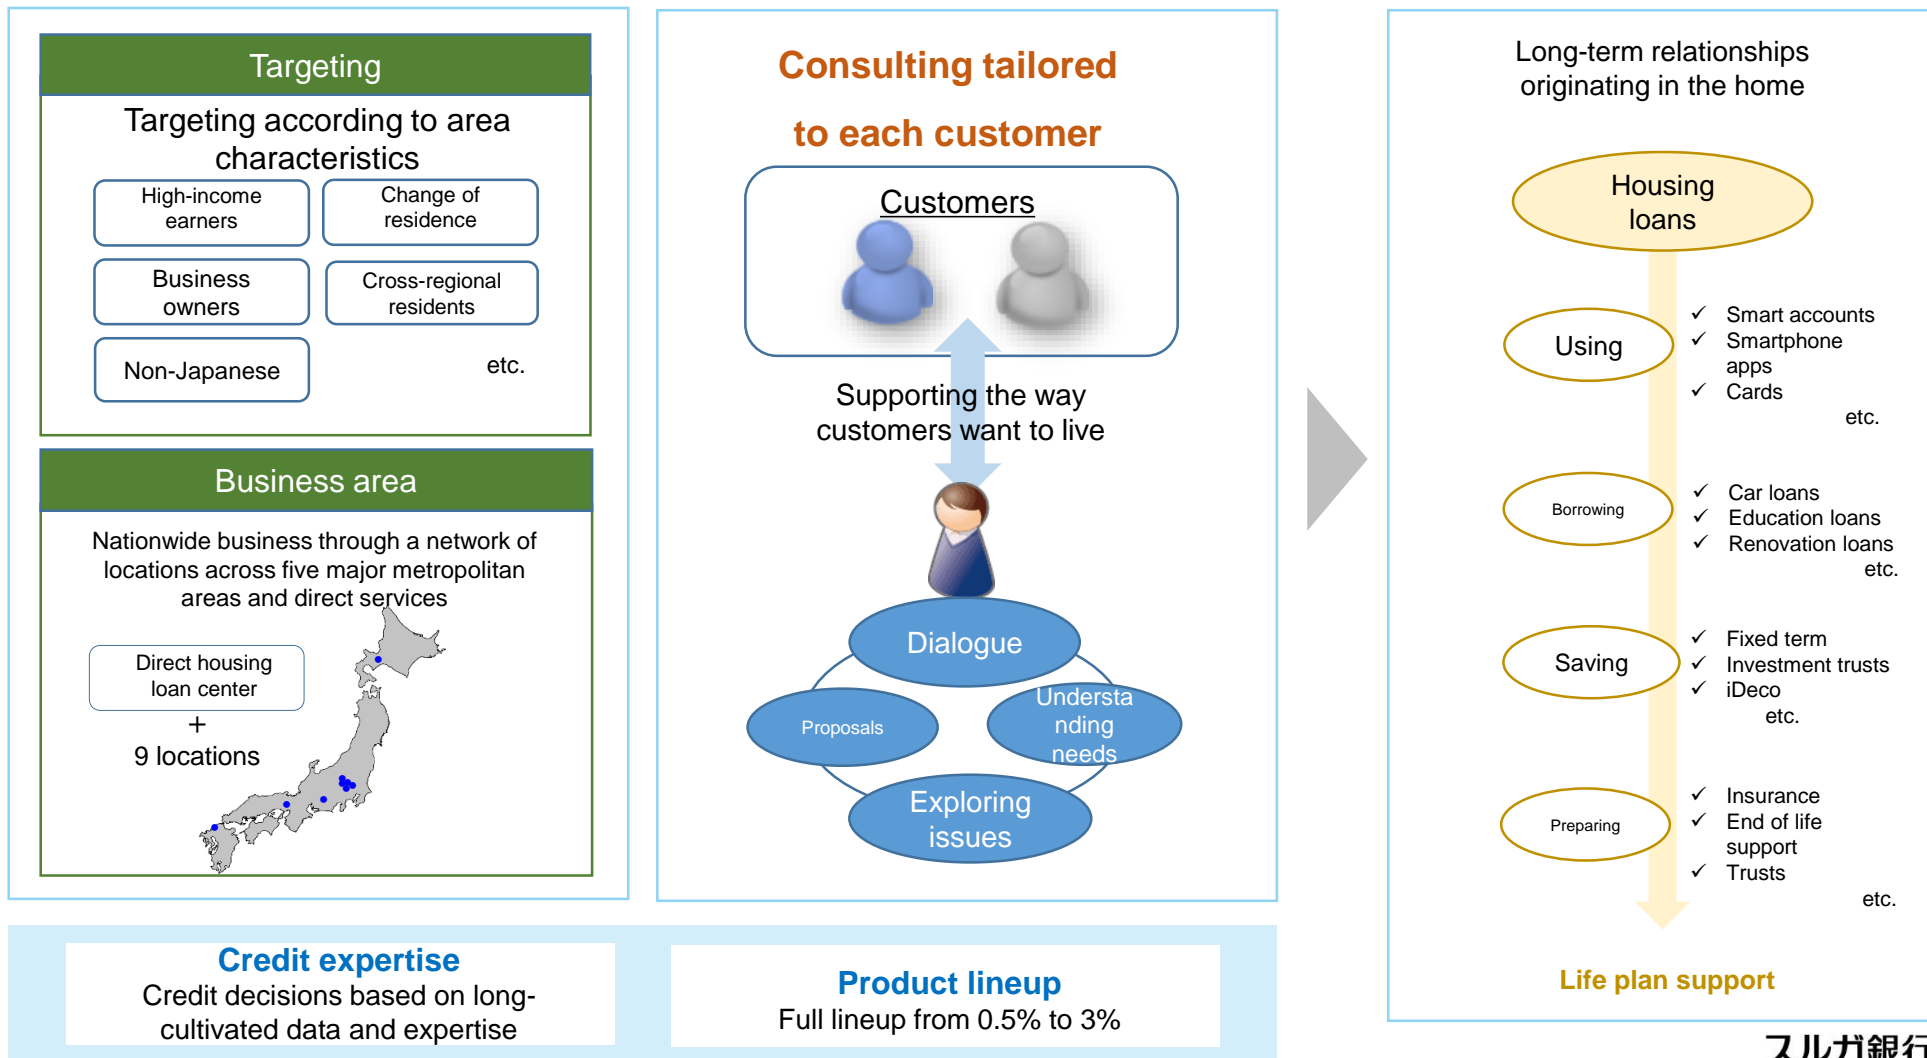 Targeting
Targeting according to area
characteristics
High-income
earners
Change of
residence
Business
owners
Cross-regional
residents
Non-Japanese
etc.
Business area
Nationwide business through a network of
locations across five major metropolitan
areas and direct services
Direct housing
loan center
+
9 locations
Consulting tailored
to each customer
Customers
Supporting the way
customers want to live
Dialogue
Proposals
Understa
nding
needs
Exploring
issues
Credit expertise
Credit decisions based on long-
cultivated data and expertise
Product lineup
Full lineup from 0.5% to 3%
Long-term relationships
originating in the home
Housing
loans
Using
✓ Smart accounts
✓ Smartphone
apps
✓ Cards
etc.
Borrowing
✓ Car loans
✓ Education loans
✓ Renovation loans
etc.
Saving
✓ Fixed term
✓ Investment trusts
✓ iDeco
etc.
Preparing
✓ Insurance
✓ End of life
support
✓ Trusts
etc.
Life plan support
スルガ銀行